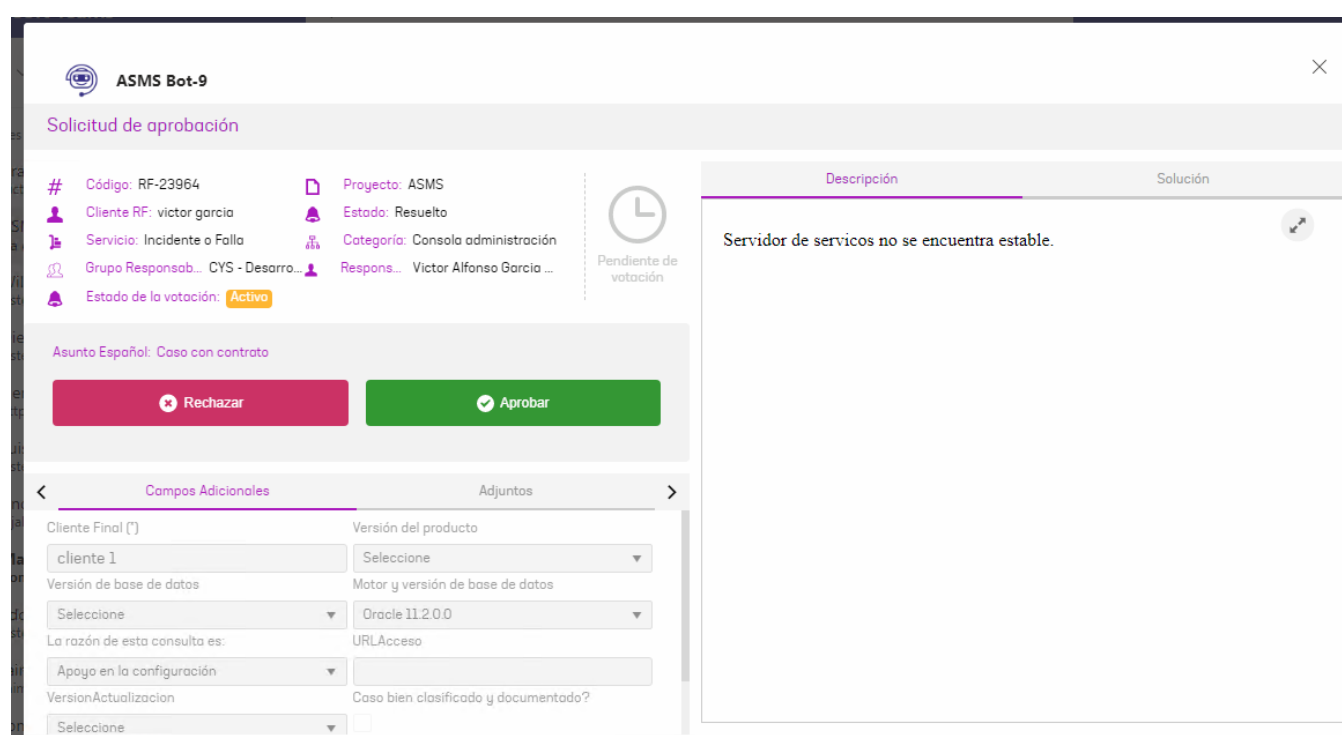 ASMS Bot-9
Solicitud de aprobación
# Código: RF-23964
Proyecto: ASMS
Cliente RF: victor garcia
Estado: Resuelto
Servicio: Incidente o Falla
Categoría: Consola administración
Grupo Responsab... CYS - Desarro...
Respons... Victor Alfonso Garcia ...
Estado de la votación: Activo
Pendiente de
votación
Asunto Español: Caso con contrato
Rechazar
Aprobar
Campos Adicionales
Adjuntos
Cliente Final (*)
Versión del producto
cliente 1
Seleccione
Versión de base de datos
Motor y versión de base de datos
Seleccione
Oracle 11.2.0.0
La razón de esta consulta es:
URLAcceso
Apoyo en la configuración
VersionActualizacion
Caso bien clasificado y documentado?
Seleccione
Descripción
Solución
Servidor de servicos no se encuentra estable.